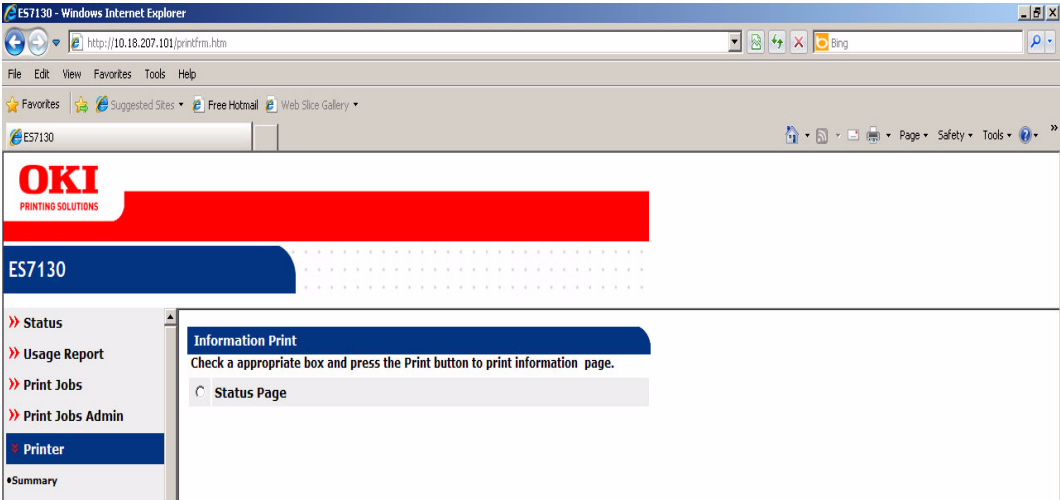 ES7130 - Windows Internet Explorer
http://10.18.207.101/printfrm.htm
Bing
File Edit View Favorites Tools Help
Favorites Suggested Sites Free Hotmail Web Slice Gallery
ES7130
Page Safety Tools »
OKI
PRINTING SOLUTIONS
ES7130
Status
Usage Report
Print Jobs
Print Jobs Admin
Printer
•Summary
Information Print
Check a appropriate box and press the Print button to print information page.
Status Page